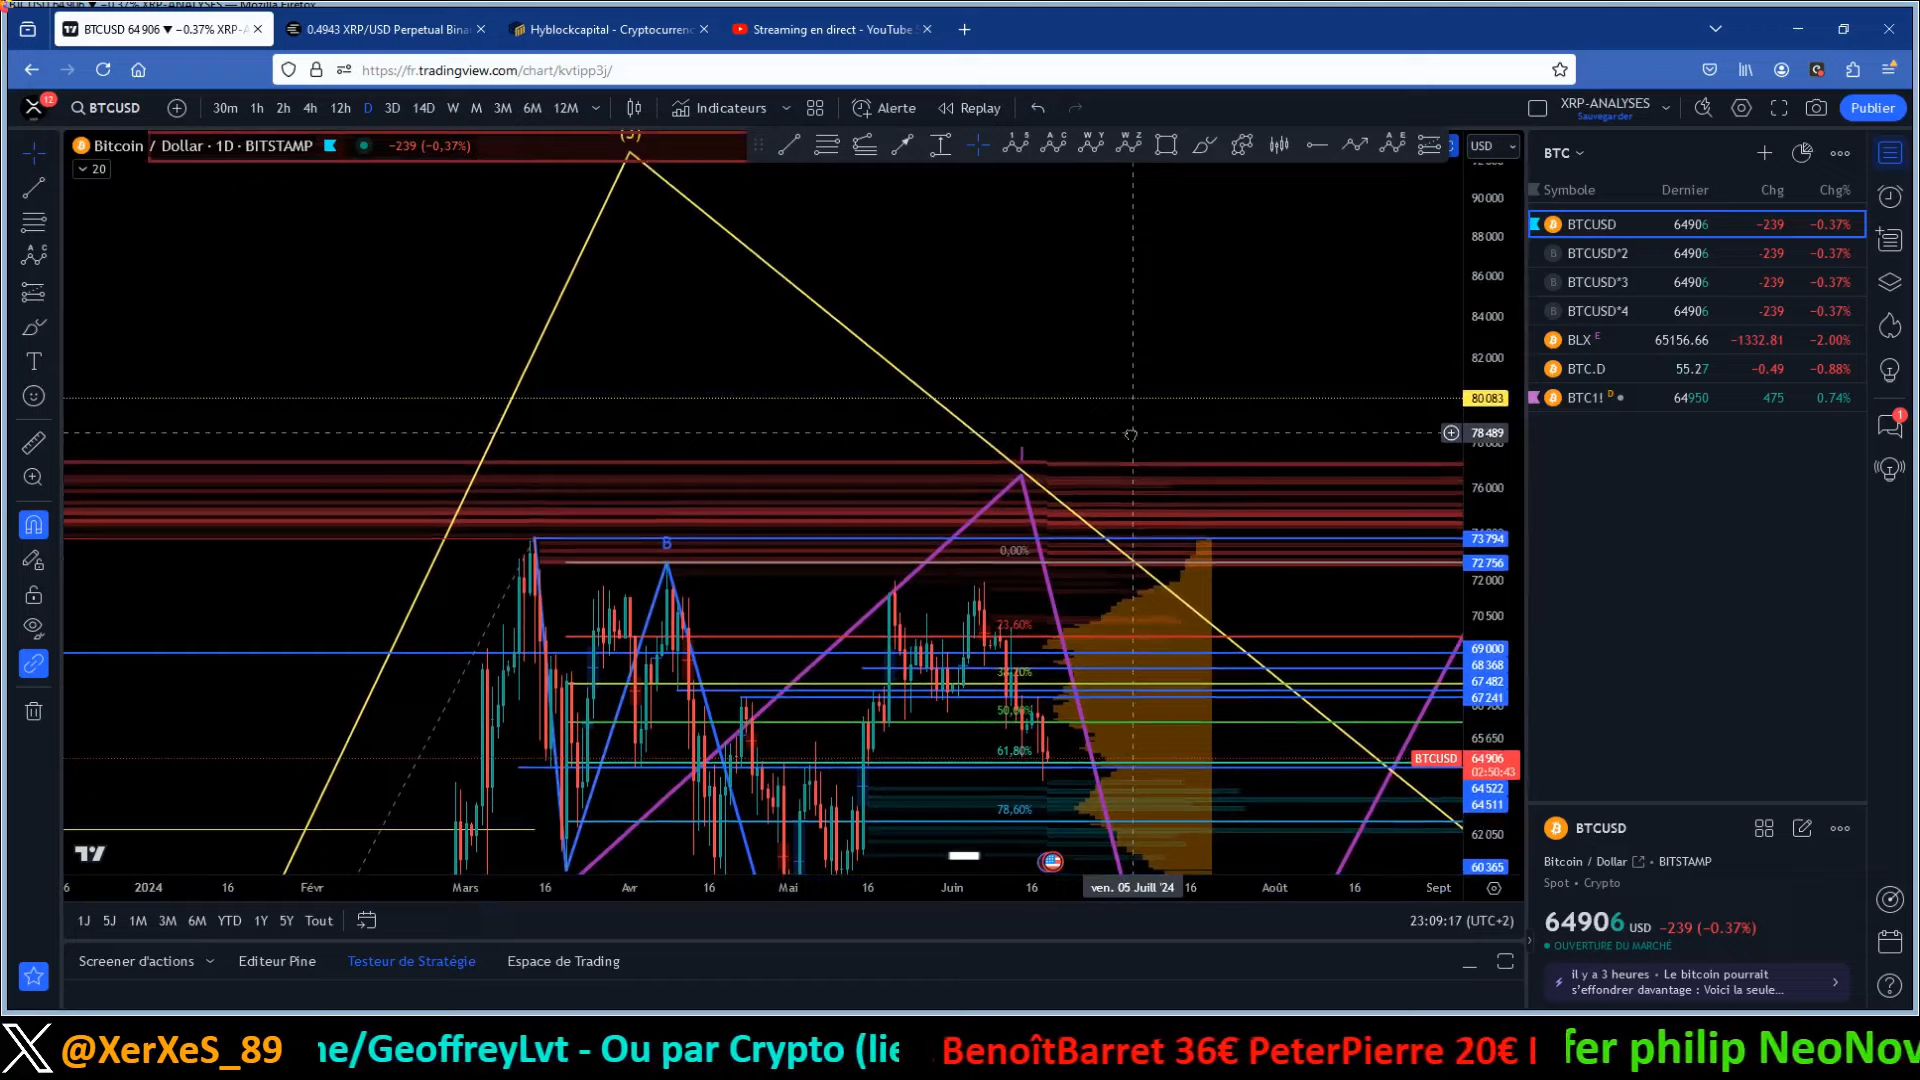 BTCUSD 64 906 ▼ −0.37% XRP-A
0.4943 XRP/USD Perpetual Bina
Hyblockcapital - Cryptocurrenc
Streaming en direct - YouTube S
https://fr.tradingview.com/chart/kvtipp3j/
12
BTCUSD
30m 1h 2h 4h 12h D 3D 14D W M 3M 6M 12M
Indicateurs
Alerte
Replay
XRP-ANALYSES
Sauvegarder
Publier
Bitcoin / Dollar · 1D · BITSTAMP
−239 (−0,37%)
20
USD
BTC
Symbole Dernier Chg Chg%
BTCUSD 64906 −239 −0.37%
BTCUSD*2 64906 -239 −0.37%
BTCUSD*3 64906 -239 −0.37%
BTCUSD*4 64906 -239 −0.37%
BLX E 65156.66 −1332.81 −2.00%
BTC.D 55.27 −0.49 −0.88%
BTC1! D 64950 475 0.74%
90 000
88 000
86 000
84 000
82 000
80 083
78 489
76 000
73 794
72 756
72 000
70 500
69 000
68 368
67 482
67 241
65 650
BTCUSD 64 906
02:50:43
64 522
64 511
62 050
60 365
B
I
0,00%
23,60%
61,80%
78,60%
2024 16 Févr Mars 16 Avr 16 Mai 16 Juin 16 ven. 05 Juill '24 16 Août 16 Sept
1J 5J 1M 3M 6M YTD 1Y 5Y Tout
23:09:17 (UTC+2)
Screener d'actions
Editeur Pine
Testeur de Stratégie
Espace de Trading
1
BTCUSD
Bitcoin / Dollar • BITSTAMP
Spot • Crypto
64906 USD −239 (−0.37%)
OUVERTURE DU MARCHÉ
il y a 3 heures • Le bitcoin pourrait
s'effondrer davantage : Voici la seule...
@XerXeS_89
ne/GeoffreyLvt - Ou par Crypto (lie
BenoîtBarret 36€ PeterPierre 20€
fer philip NeoNov